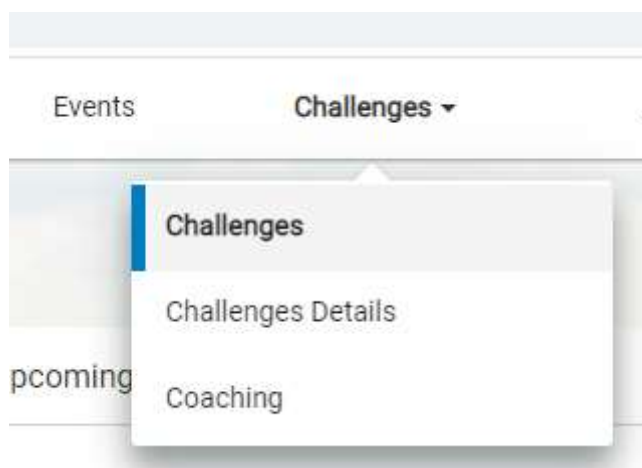 Events
Challenges
Challenges
Challenges Details
pcoming
Coaching